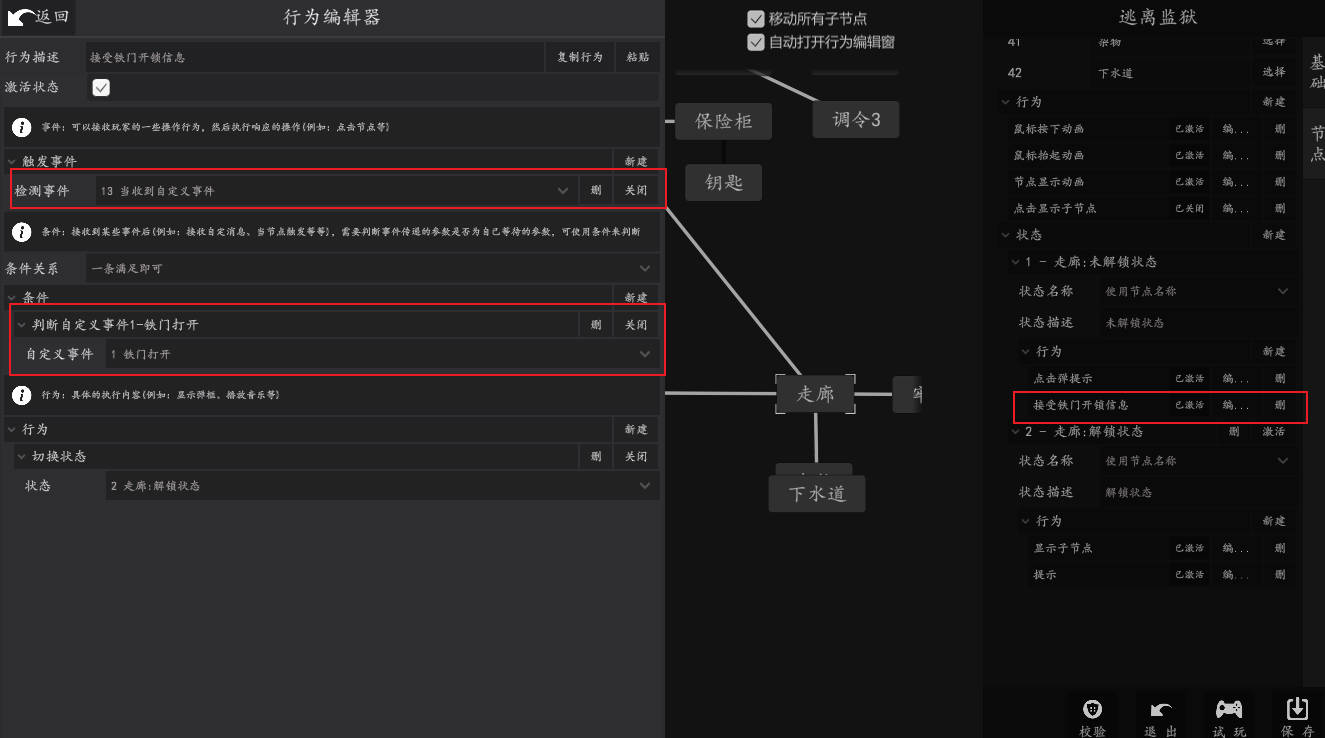 返回
行为编辑器
行为描述
接受铁门开锁信息
复制行为
粘贴
激活状态
事件：可以接收玩家的一些操作行为，然后执行响应的操作(例如：点击节点等)
触发事件
新建
检测事件
13 当收到自定义事件
删
关闭
条件：接收到某些事件后(例如：接收自定消息、当节点触发等等)，需要判断事件传递的参数是否为自己等待的参数，可使用条件来判断
条件关系
一条满足即可
条件
新建
判断自定义事件1-铁门打开
删
关闭
自定义事件
1 铁门打开
行为：具体的执行内容(例如：显示弹框、播放音乐等)
行为
新建
切换状态
删
关闭
状态
2 走廊:解锁状态
移动所有子节点
自动打开行为编辑窗
保险柜
调令3
钥匙
走廊
下水道
逃离监狱
41
杂物
选择
42
下水道
选择
基础
节点
行为
新建
鼠标按下动画
已激活
编...
删
鼠标抬起动画
已激活
编...
删
节点显示动画
已激活
编...
删
点击显示子节点
已关闭
编...
删
状态
新建
1 - 走廊:未解锁状态
状态名称
使用节点名称
状态描述
未解锁状态
行为
新建
点击弹提示
已激活
编...
删
接受铁门开锁信息
已激活
编...
删
2 - 走廊:解锁状态
删
激活
状态名称
使用节点名称
状态描述
解锁状态
行为
新建
显示子节点
已激活
编...
删
提示
已激活
编...
删
校验
退出
试玩
保存